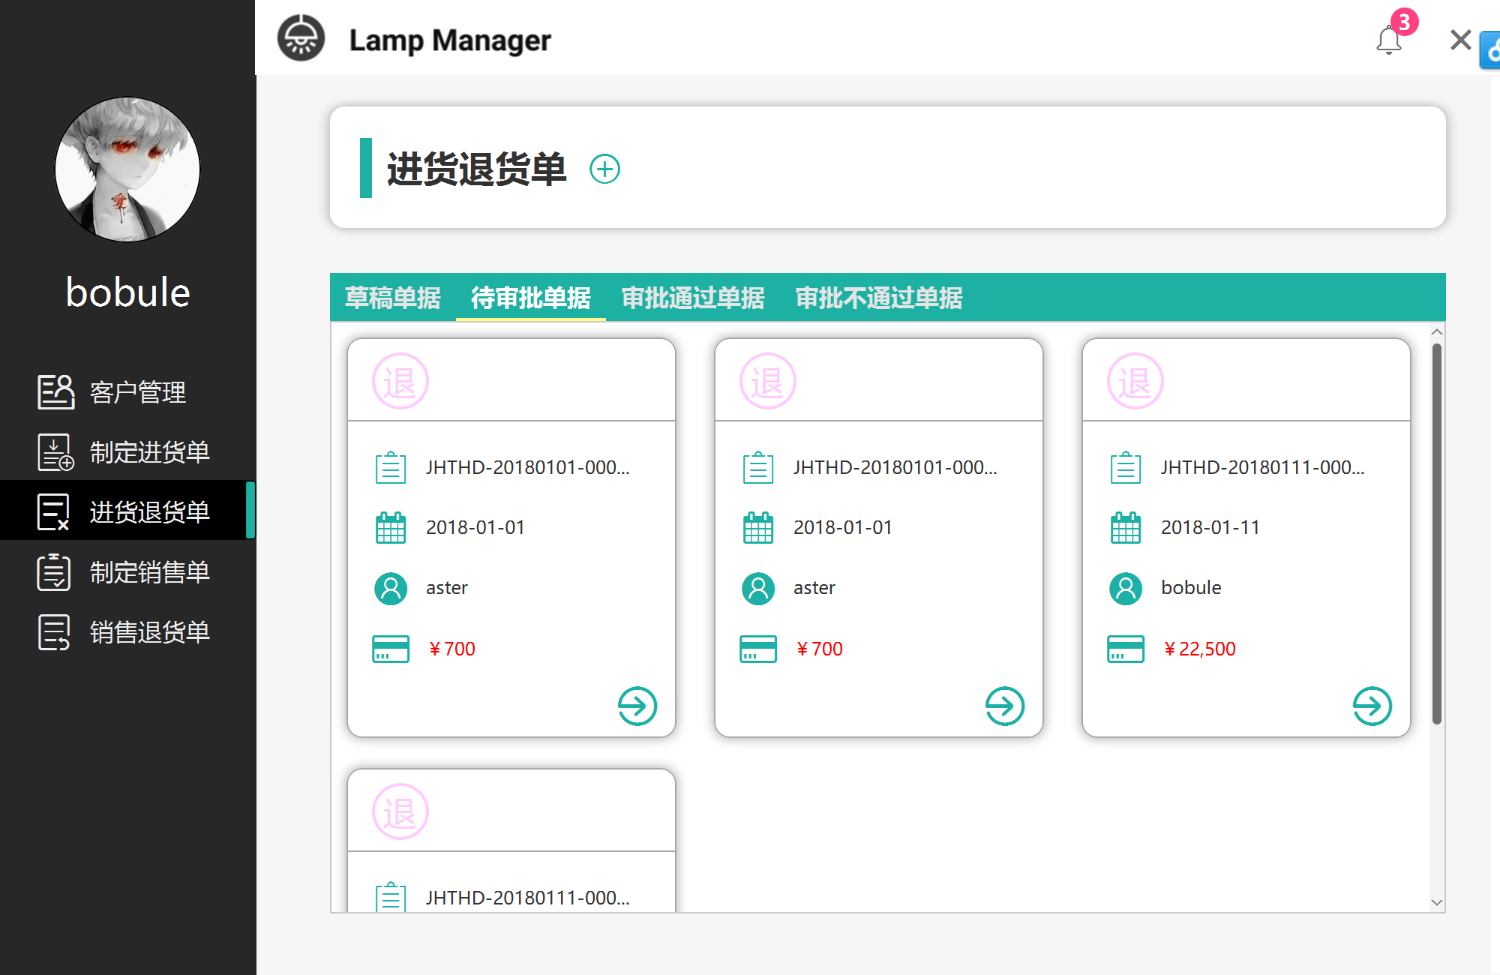 Lamp Manager
3
bobule
客户管理
制定进货单
进货退货单
制定销售单
销售退货单
进货退货单
草稿单据 待审批单据 审批通过单据 审批不通过单据
退
JHTHD-20180101-000...
2018-01-01
aster
¥700
退
JHTHD-20180101-000...
2018-01-01
aster
¥700
退
JHTHD-20180111-000...
2018-01-11
bobule
¥22,500
退
JHTHD-20180111-000...